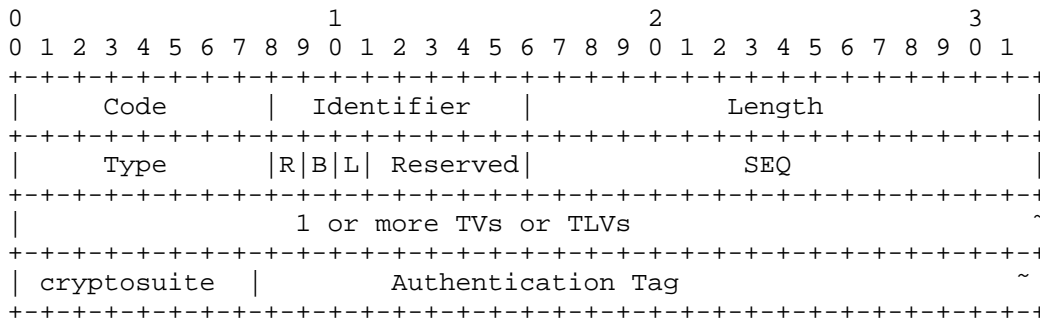 0                   1                   2                   3
0 1 2 3 4 5 6 7 8 9 0 1 2 3 4 5 6 7 8 9 0 1 2 3 4 5 6 7 8 9 0 1
+-+-+-+-+-+-+-+-+-+-+-+-+-+-+-+-+-+-+-+-+-+-+-+-+-+-+-+-+-+-+-+-+
|     Code      |  Identifier   |            Length             |
+-+-+-+-+-+-+-+-+-+-+-+-+-+-+-+-+-+-+-+-+-+-+-+-+-+-+-+-+-+-+-+-+
|     Type      |R|B|L| Reserved|             SEQ               |
+-+-+-+-+-+-+-+-+-+-+-+-+-+-+-+-+-+-+-+-+-+-+-+-+-+-+-+-+-+-+-+-+
|                 1 or more TVs or TLVs                         ~
+-+-+-+-+-+-+-+-+-+-+-+-+-+-+-+-+-+-+-+-+-+-+-+-+-+-+-+-+-+-+-+-+
| cryptosuite  |        Authentication Tag                     ~
+-+-+-+-+-+-+-+-+-+-+-+-+-+-+-+-+-+-+-+-+-+-+-+-+-+-+-+-+-+-+-+-+